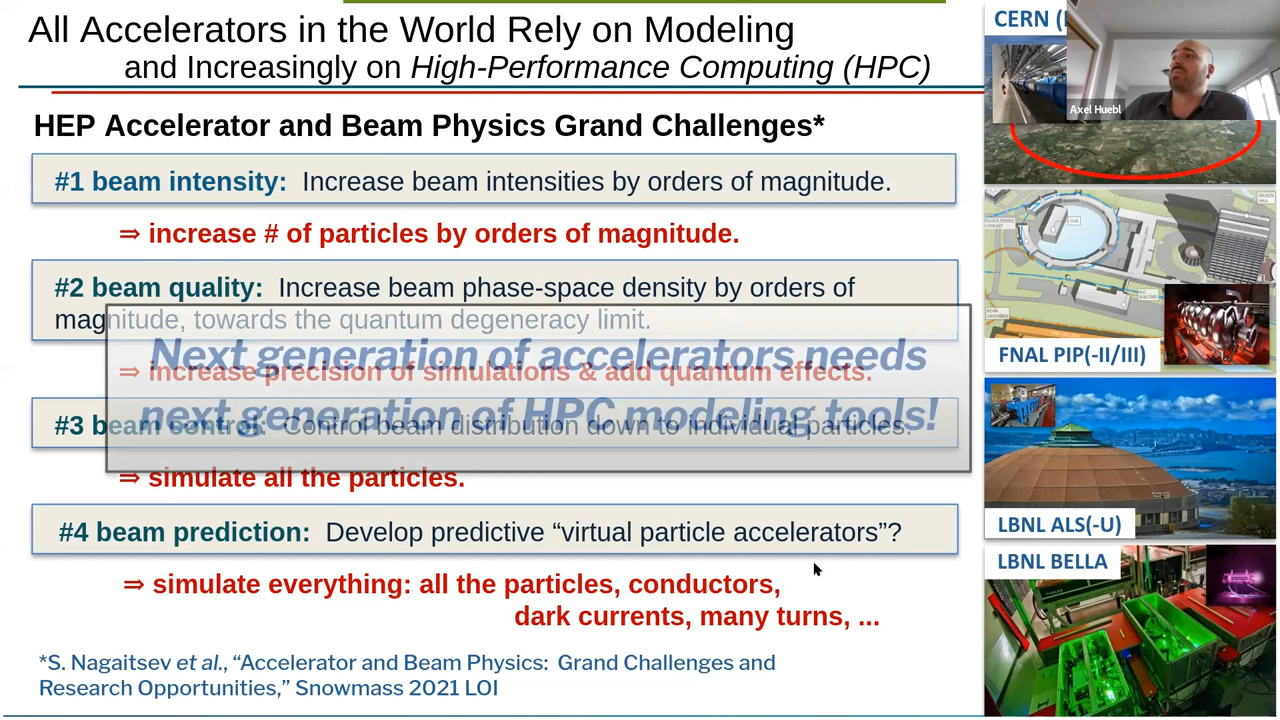 All Accelerators in the World Rely on Modeling
and Increasingly on High-Performance Computing (HPC)
HEP Accelerator and Beam Physics Grand Challenges*
#1 beam intensity: Increase beam intensities by orders of magnitude.
⇒ increase # of particles by orders of magnitude.
#2 beam quality: Increase beam phase-space density by orders of
magnitude, towards the quantum degeneracy limit.
⇒ increase precision of simulations & add quantum effects.
Next generation of accelerators needs
next generation of HPC modeling tools!
#3 beam control: Control beam distribution down to individual particles.
⇒ simulate all the particles.
#4 beam prediction: Develop predictive “virtual particle accelerators”?
⇒ simulate everything: all the particles, conductors,
dark currents, many turns, ...
*S. Nagaitsev et al., “Accelerator and Beam Physics: Grand Challenges and
Research Opportunities,” Snowmass 2021 LOI
CERN (
Axel Huebl
FNAL PIP(-II/III)
LBNL ALS(-U)
LBNL BELLA